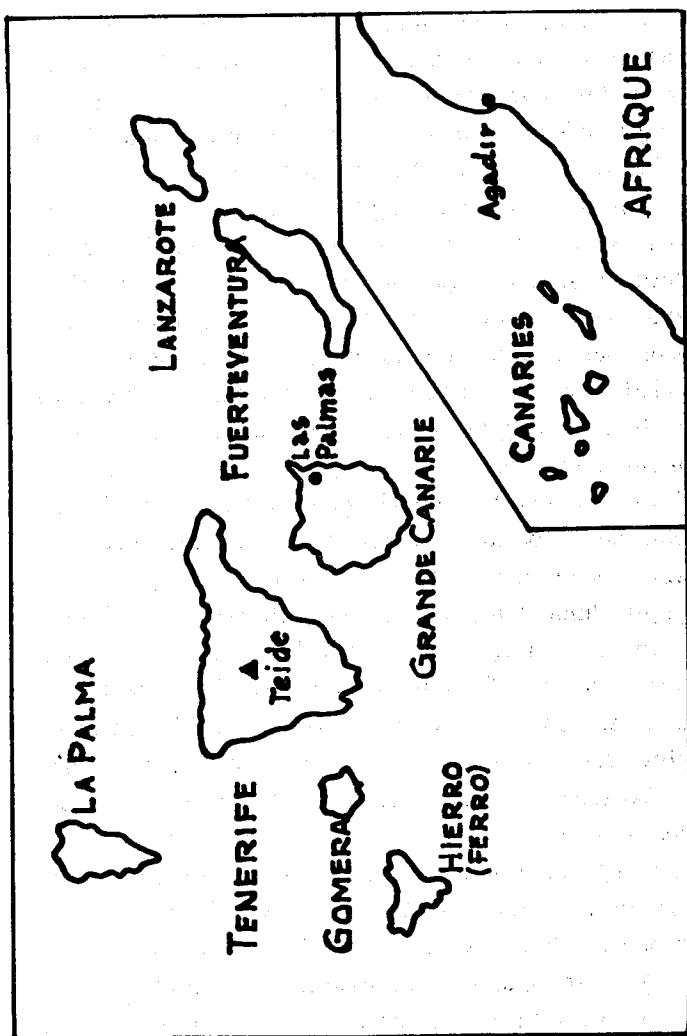 LA PALMA
LANZAROTE
TENERIFE
Teide
FUERTEVENTURA
Las
Palmas
GOMERA
HIERRO
(FERRO)
GRANDE CANARIE
CANARIES
Agadir
AFRIQUE